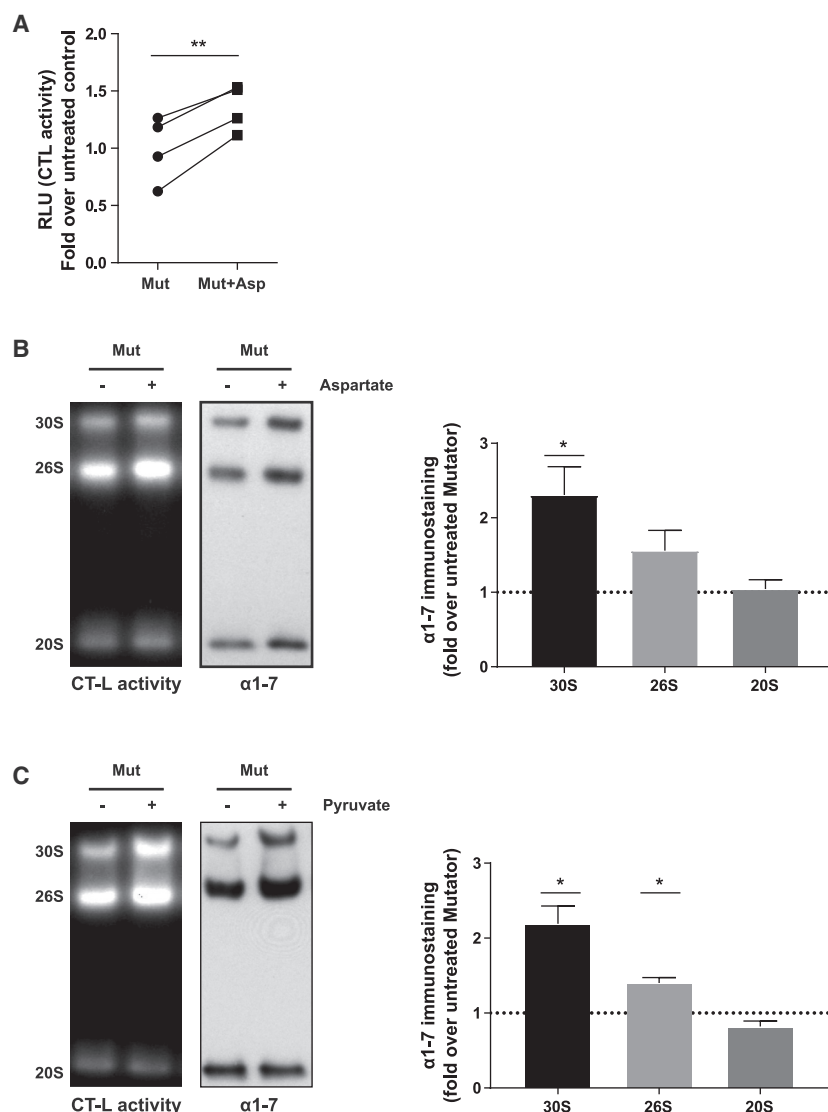 A
RLU (CTL activity)
Fold over untreated control
2.0
1.5
1.0
0.5
0.0
**
Mut
Mut+Asp
B
Mut
Mut
-
+
-
+
Aspartate
30S
26S
20S
CT-L activity
α1-7
α1-7 immunostaining
(fold over untreated Mutator)
3
2
1
0
*
30S
26S
20S
C
Mut
Mut
-
+
-
+
Pyruvate
30S
26S
20S
CT-L activity
α1-7
α1-7 immunostaining
(fold over untreated Mutator)
3
2
1
0
*
*
30S
26S
20S